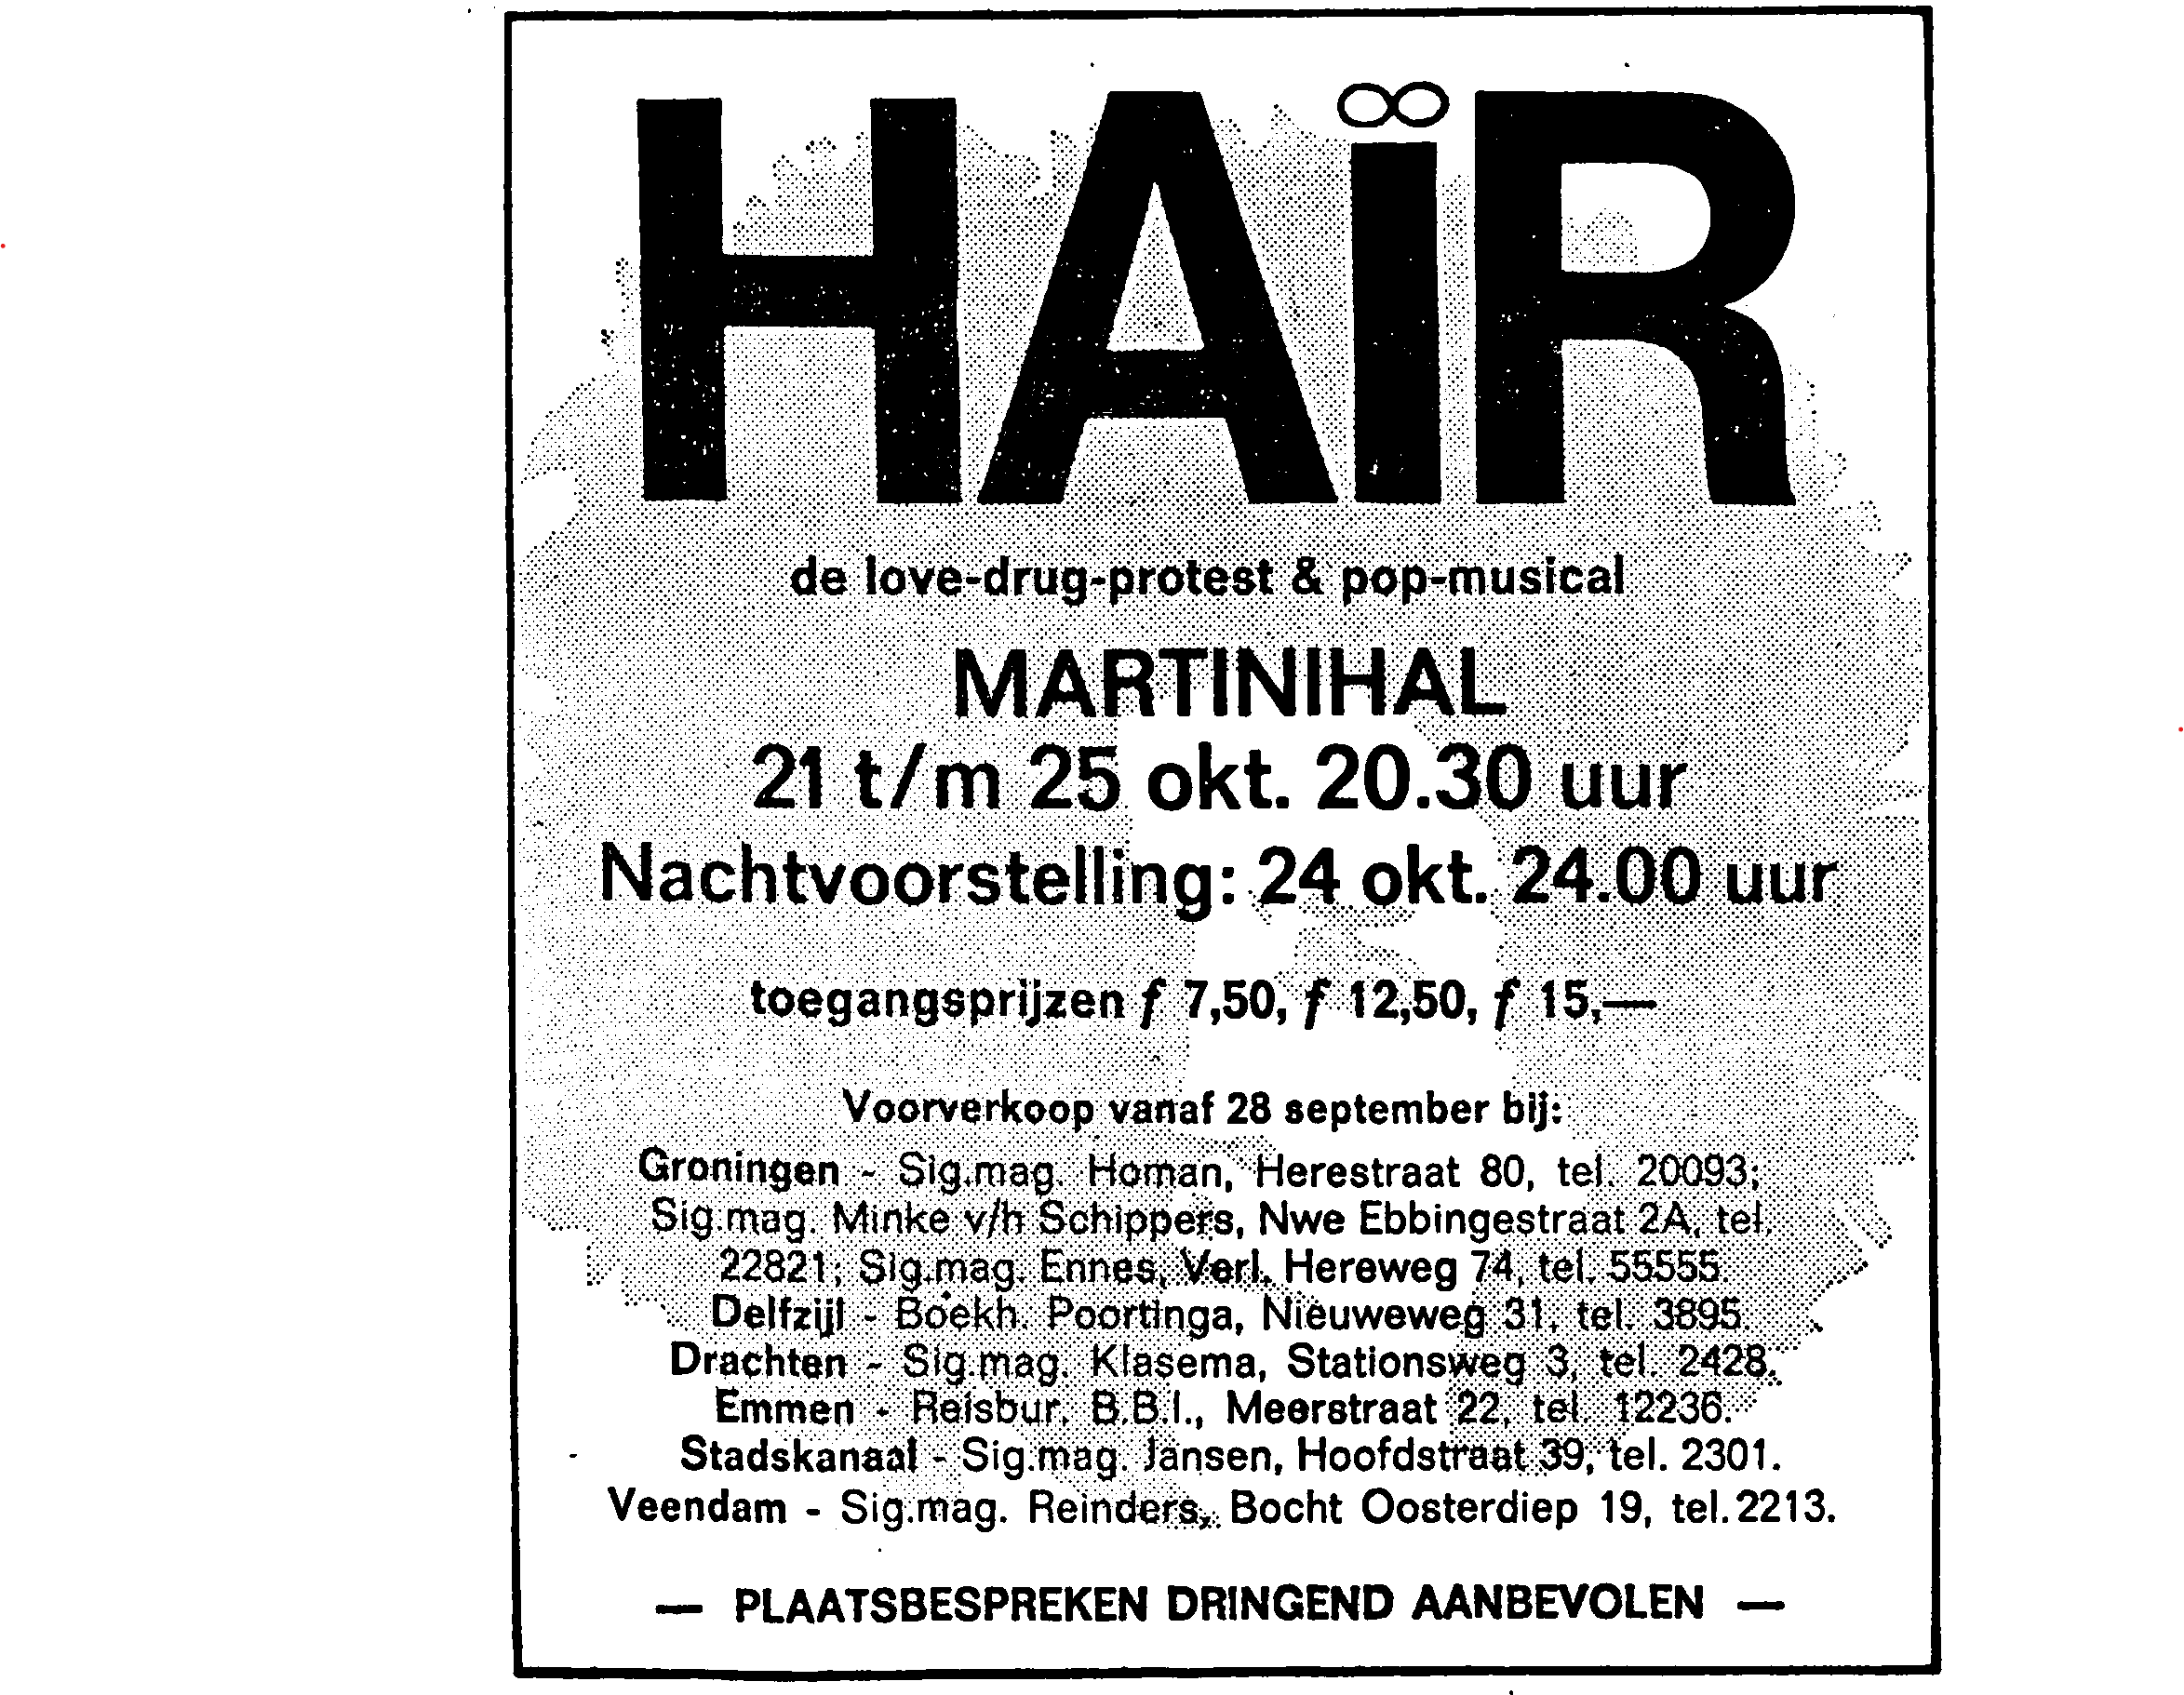 HAïR
de love-drug-protest & pop-musical
MARTINIHAL
21 t/m 25 okt. 20.30 uur
Nachtvoorstelling: 24 okt. 24.00 uur
toegangsprijzen ƒ 7,50, ƒ 12,50, ƒ 15,—
Voorverkoop vanaf 28 september bij:
Groningen - Sig.mag. Homan, Herestraat 80, tel. 20093;
Sig.mag. Minke v/h Schippers, Nwe Ebbingestraat 2A, tel.
22821; Sig.mag. Ennes, Verl. Hereweg 74, tel. 55555.
Delfzijl - Boekh. Poortinga, Nieuweweg 31, tel. 3895.
Drachten - Sig.mag. Klasema, Stationsweg 3, tel. 2428.
Emmen - Reisbur. B.B.I., Meerstraat 22, tel. 12236.
Stadskanaal - Sig.mag. Jansen, Hoofdstraat 39, tel. 2301.
Veendam - Sig.mag. Reinders, Bocht Oosterdiep 19, tel. 2213.
— PLAATSBESPREKEN DRINGEND AANBEVOLEN —